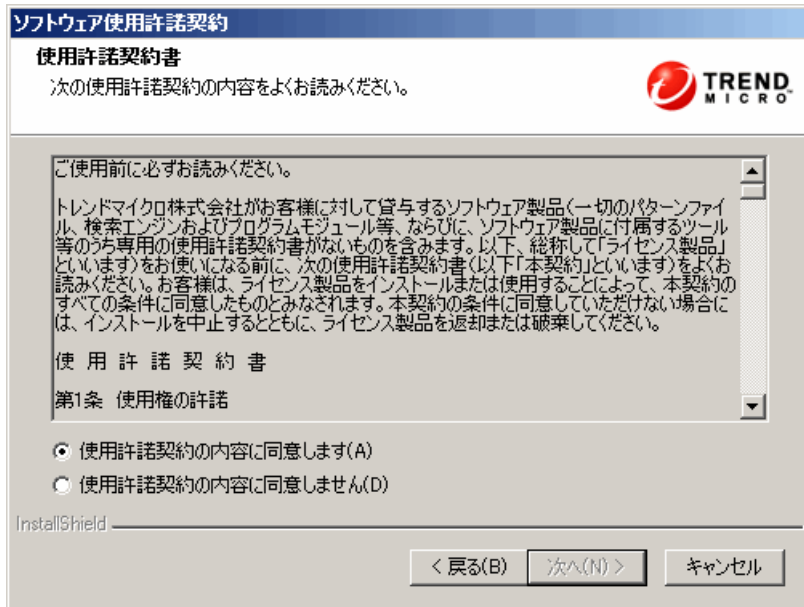 ソフトウェア使用許諾契約
使用許諾契約書
次の使用許諾契約の内容をよくお読みください。
TREND
MICRO
ご使用前に必ずお読みください。
トレンドマイクロ株式会社がお客様に対して貸与するソフトウェア製品(一切のパターンファイ
ル、検索エンジンおよびプログラムモジュール等、ならびに、ソフトウェア製品に付属するツール
等のうち専用の使用許諾契約書がないものを含みます。以下、総称して「ライセンス製品」
といいます)をお使いになる前に、次の使用許諾契約書(以下「本契約」といいます)をよくお
読みください。お客様は、ライセンス製品をインストールまたは使用することによって、本契約の
すべての条件に同意したものとみなされます。本契約の条件に同意していただけない場合に
は、インストールを中止するとともに、ライセンス製品を返却または破棄してください。
使 用 許 諾 契 約 書
第1条 使用権の許諾
使用許諾契約の内容に同意します(A)
使用許諾契約の内容に同意しません(D)
InstallShield
< 戻る(B)
次へ(N) >
キャンセル